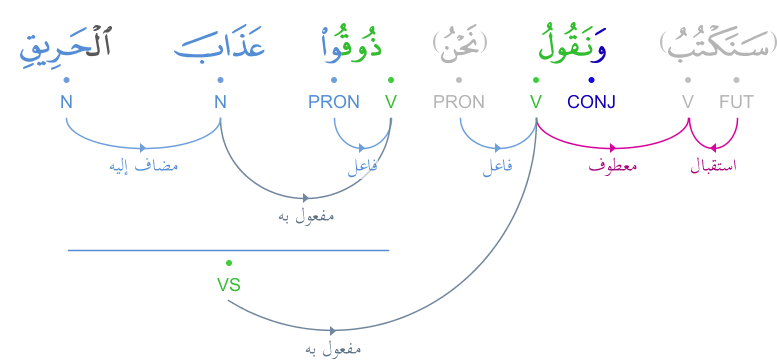 (سَنَكْتُبُ) وَنَقُولُ (نَحْنُ) ذُوقُوا۟ عَذَابَ ٱلْحَرِيقِ
FUT V CONJ V PRON V PRON N N
استقبال معطوف فاعل فاعل مضاف إليه
مفعول به
VS
مفعول به